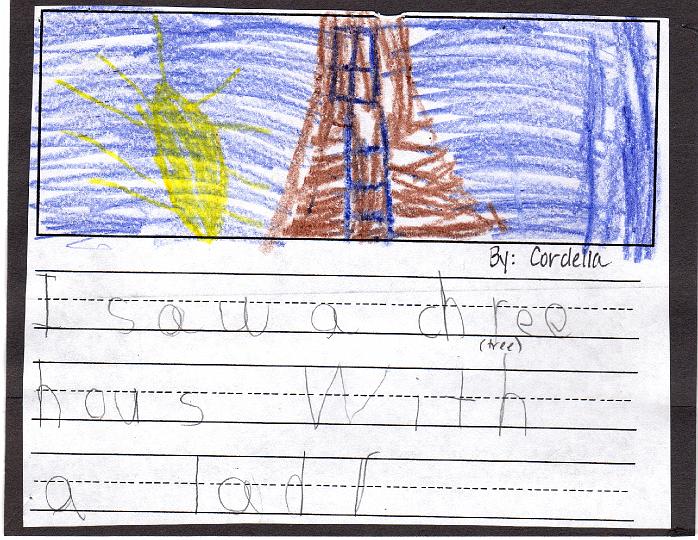 By: Cordelia
I saw a chree
(tree)
hous With
a ladr